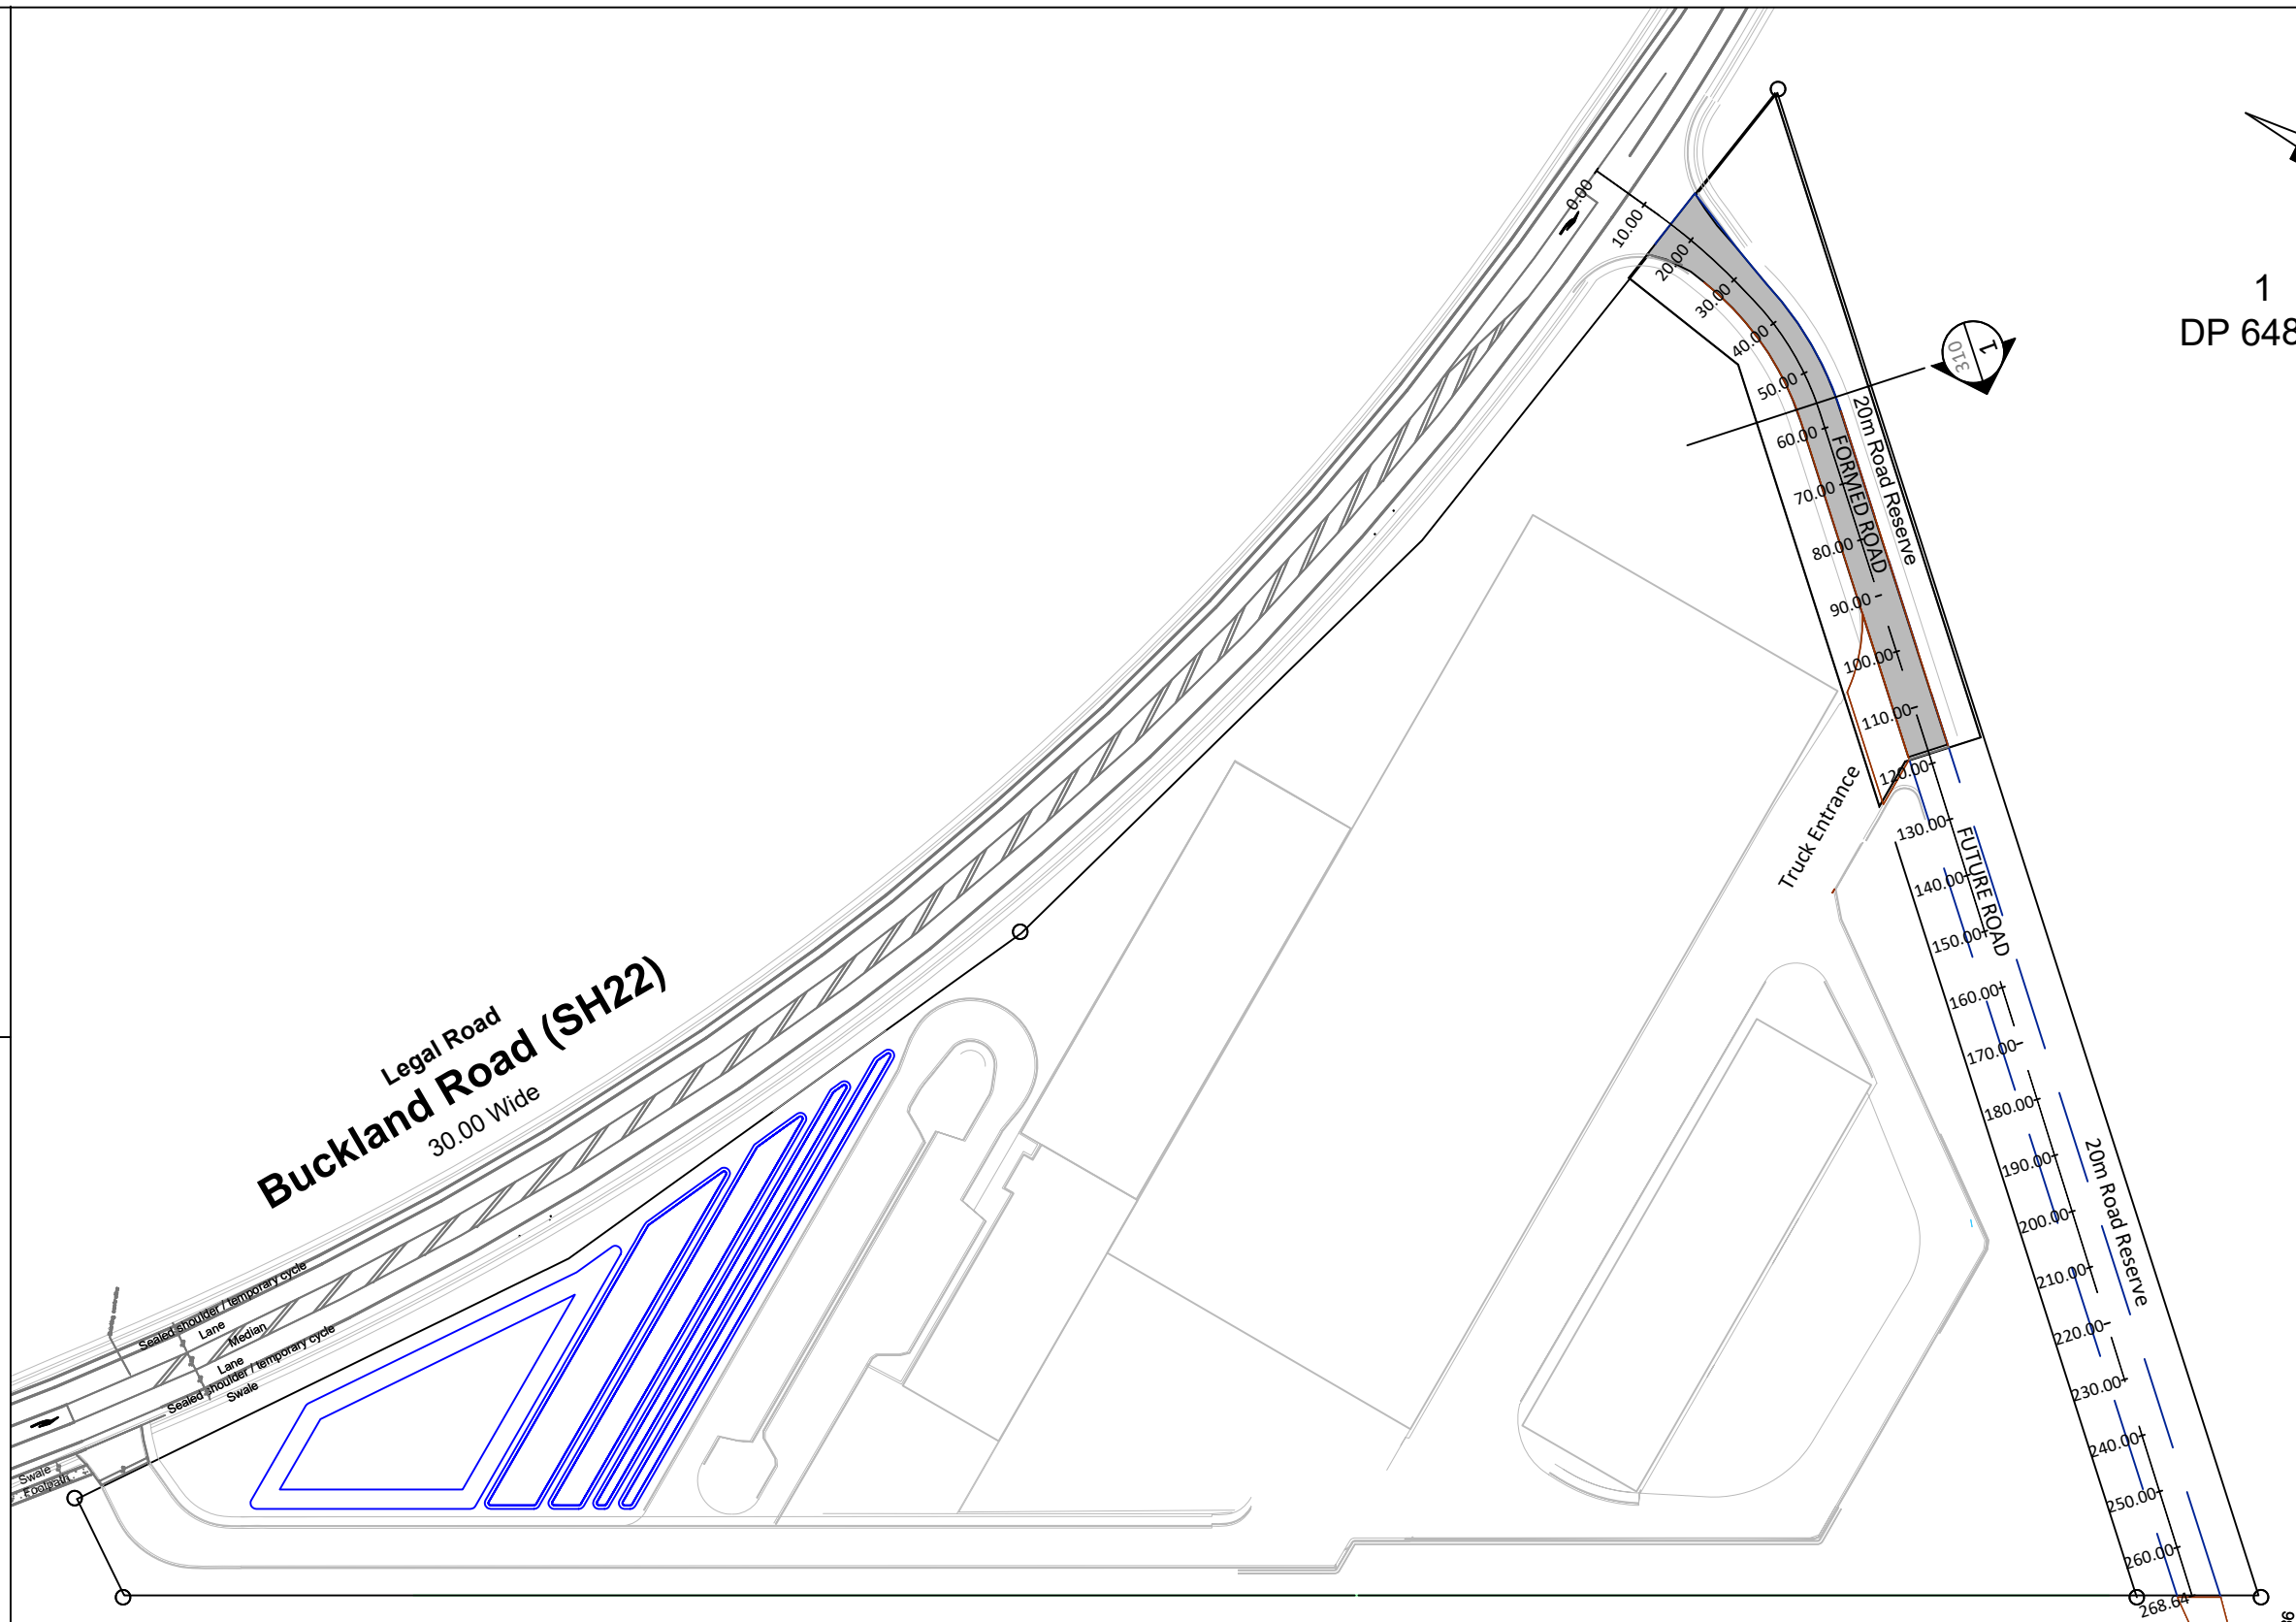 0.00
10.00
20.00
30.00
40.00
50.00
60.00
70.00
80.00
90.00
100.00
110.00
120.00
130.00
140.00
150.00
160.00
170.00
180.00
190.00
200.00
210.00
220.00
230.00
240.00
250.00
260.00
268.64
1
310
1
DP 648
20m Road Reserve
FORMED ROAD
Truck Entrance
FUTURE ROAD
20m Road Reserve
Legal Road
Buckland Road (SH22)
30.00 Wide
Sealed shoulder / temporary cycle
Lane
Median
Lane
Sealed shoulder / temporary cycle
Swale
Swale
Footpath